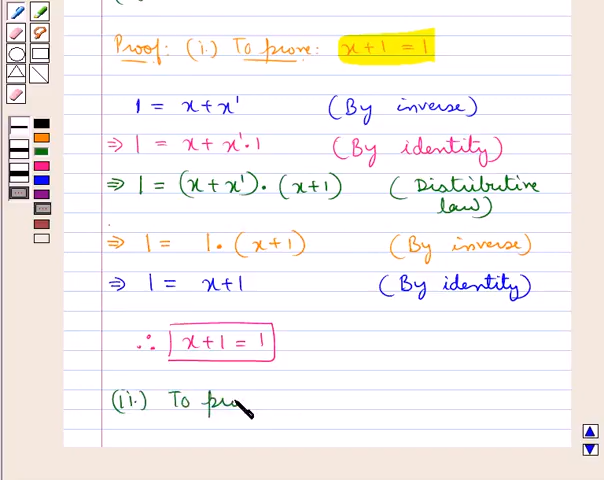 Proof: (i.) To prove: x+1 = 1
1 = x+x' (By inverse)
⇒ 1 = x+ x'·1 (By identity)
⇒ 1 = (x+x')·(x+1) (Distributive law)
⇒ 1 = 1·(x+1) (By inverse)
⇒ 1 = x+1 (By identity)
∴ x+1 = 1
(ii.) To pro